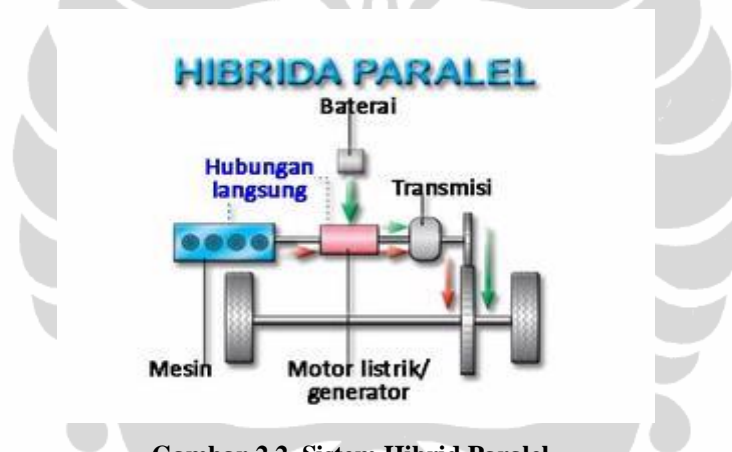 HIBRIDA PARALEL
Baterai
Hubungan
langsung
Transmisi
Mesin
Motor listrik/
generator
Gambar 2.2 Sistem Hibrid Paralel